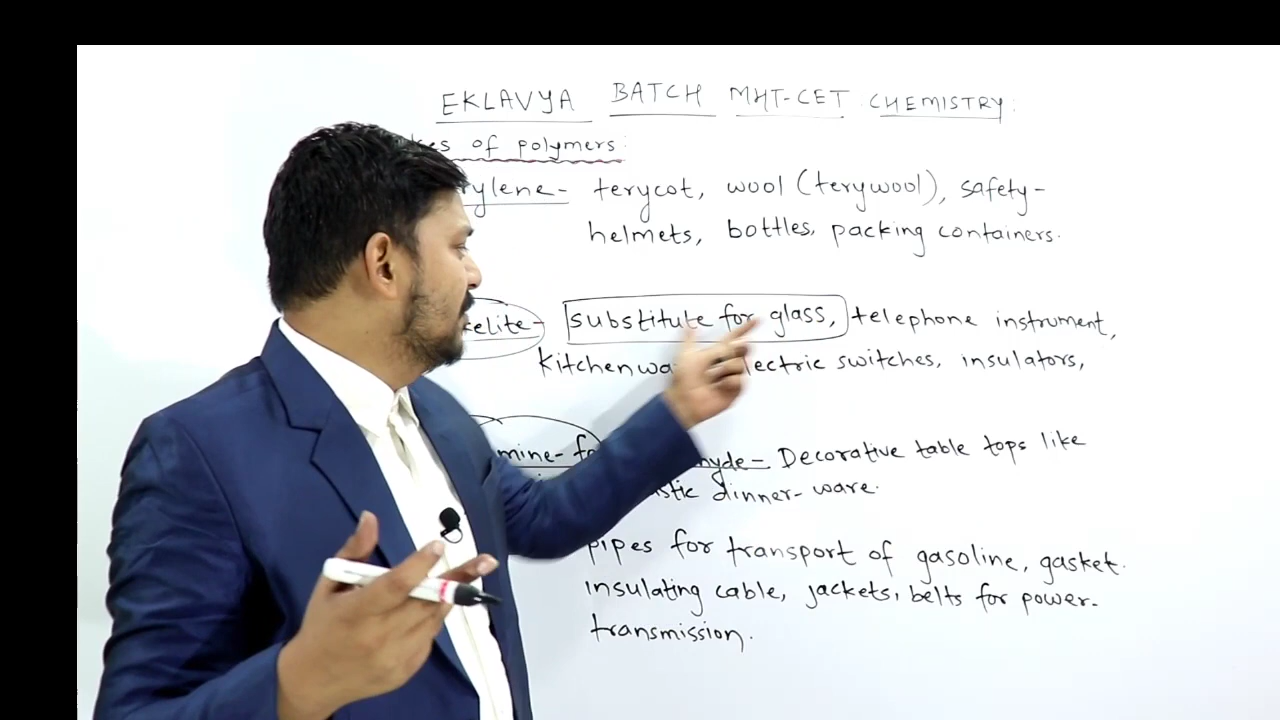 EKLAVYA BATCH MHT-CET CHEMISTRY:
of polymers:
terycot, wool (terywool), safety-
helmets, bottles, packing containers.
substitute for glass, telephone instrument,
switches, insulators,
Decorative table tops like
dinner-ware.
pipes for transport of gasoline, gasket.
insulating cable, jackets, belts for power-
transmission.